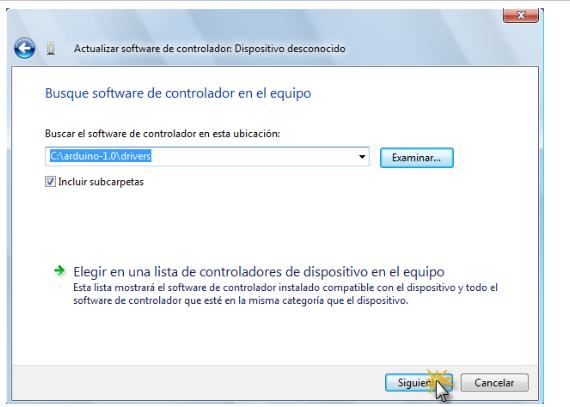 Actualizar software de controlador: Dispositivo desconocido
Busque software de controlador en el equipo
Buscar el software de controlador en esta ubicación:
C:\arduino-1.0\drivers
Examinar...
Incluir subcarpetas
Elegir en una lista de controladores de dispositivo en el equipo
Esta lista mostrará el software de controlador instalado compatible con el dispositivo y todo el
software de controlador que esté en la misma categoría que el dispositivo.
Cancelar